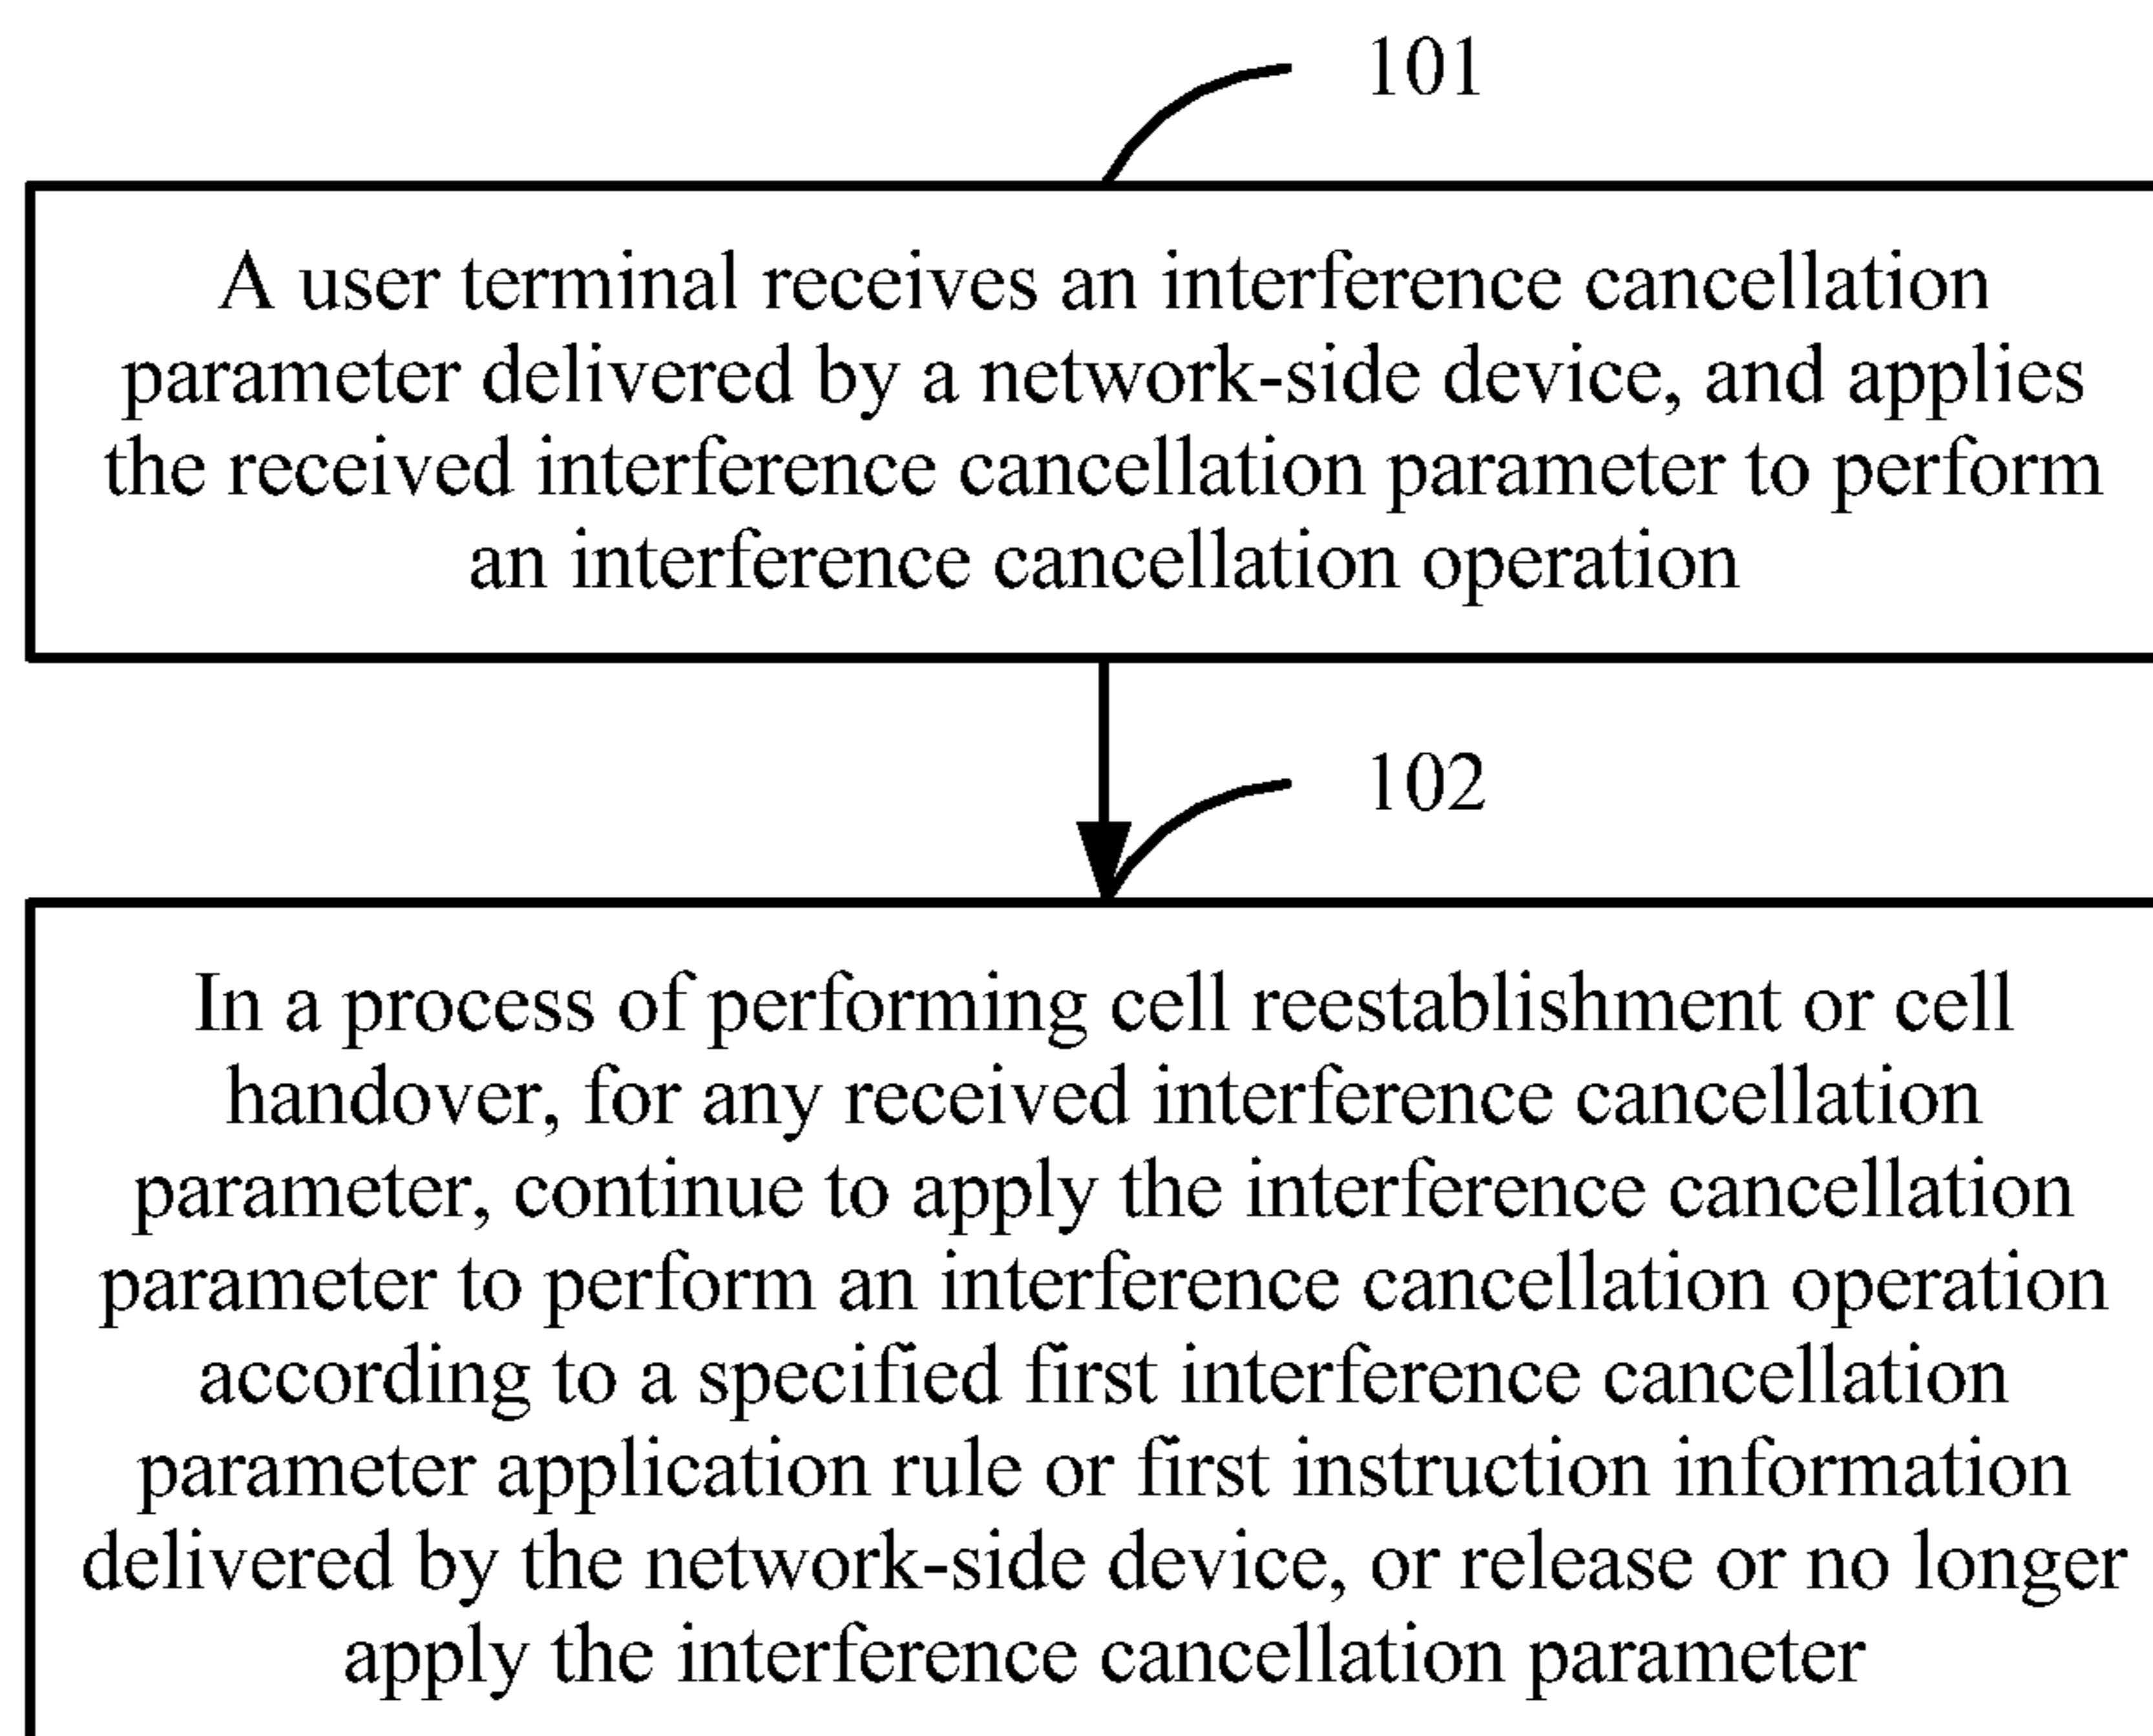 101
A user terminal receives an interference cancellation
parameter delivered by a network-side device, and applies
the received interference cancellation parameter to perform
an interference cancellation operation
102
In a process of performing cell reestablishment or cell
handover, for any received interference cancellation
parameter, continue to apply the interference cancellation
parameter to perform an interference cancellation operation
according to a specified first interference cancellation
parameter application rule or first instruction information
delivered by the network-side device, or release or no longer
apply the interference cancellation parameter